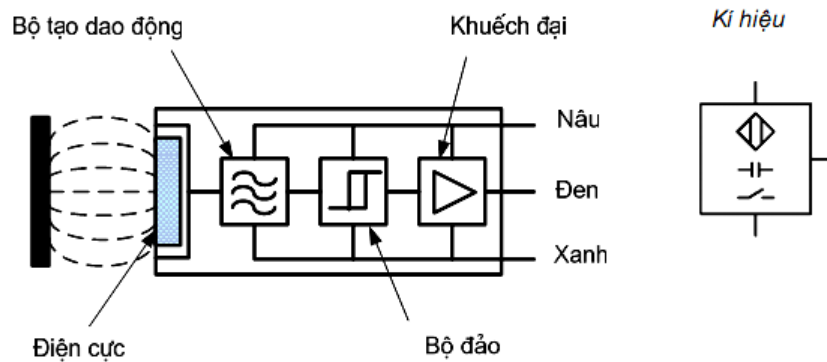 Bộ tạo dao động
Khuếch đại
Kí hiệu
Nâu
Đen
Xanh
Điện cực
Bộ đảo